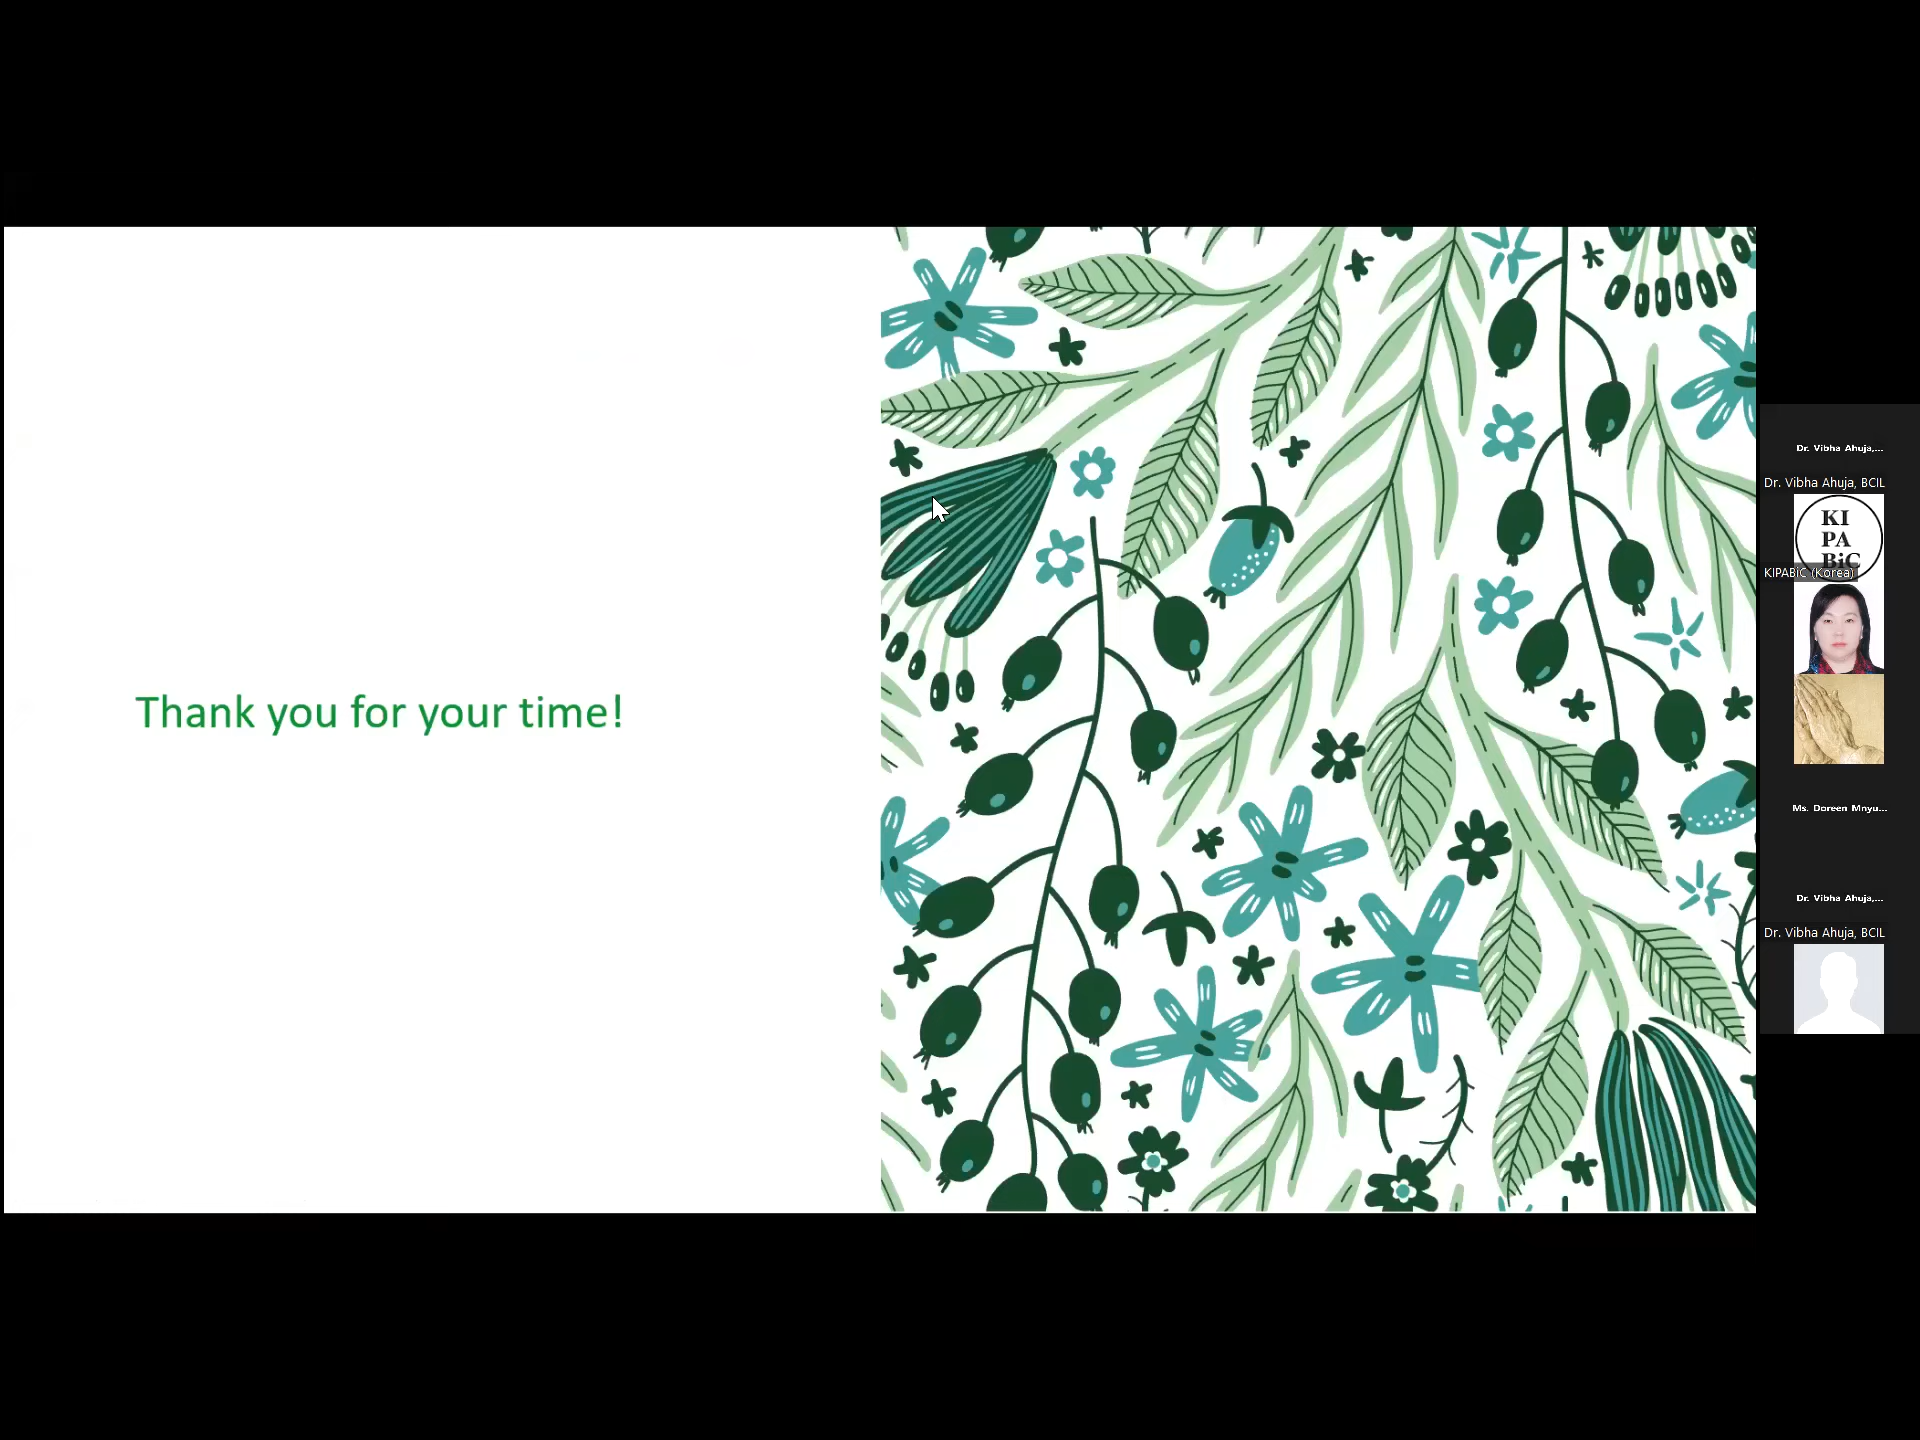 Thank you for your time!
Dr. Vibha Ahuja,...
Dr. Vibha Ahuja, BCIL
KI
PA
BiC
KIPABiC (Korea)
Ms. Doreen Mnyu...
Dr. Vibha Ahuja,...
Dr. Vibha Ahuja, BCIL